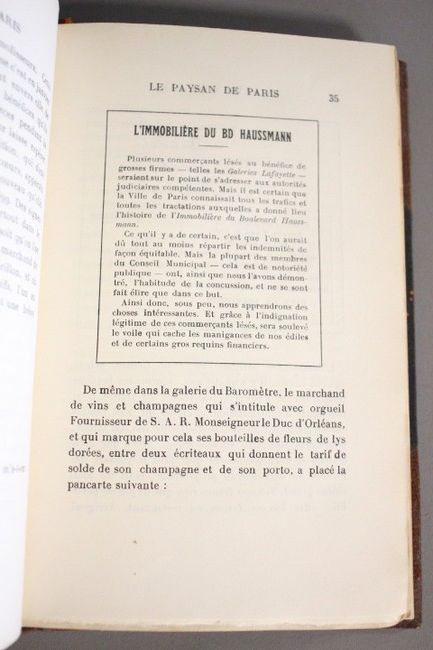 LE PAYSAN DE PARIS
35
L'IMMOBILIÈRE DU BD HAUSSMANN
Plusieurs commerçants lésés au bénéfice de
grosses firmes — telles les Galeries Lafayette —
seraient sur le point de s'adresser aux autorités
judiciaires compétentes. Mais il est certain que
la Ville de Paris connaissait tous les trafics et
toutes les tractations auxquelles a donné lieu
l'histoire de l'Immobilière du Boulevard Hauss-
mann.
Ce qu'il y a de certain, c'est que l'on aurait
dû tout au moins répartir les indemnités de
façon équitable. Mais la plupart des membres
du Conseil Municipal — cela est de notoriété
publique — ont, ainsi que nous l'avons démon-
tré, l'habitude de la concussion, et ne se sont
fait élire que dans ce but.
Ainsi donc, sous peu, nous apprendrons des
choses intéressantes. Et grâce à l'indignation
légitime de ces commerçants lésés, sera soulevé
le voile qui cache les manigances de nos édiles
et de certains gros requins financiers.
De même dans la galerie du Baromètre, le marchand
de vins et champagnes qui s'intitule avec orgueil
Fournisseur de S. A. R. Monseigneur le Duc d'Orléans,
et qui marque pour cela ses bouteilles de fleurs de lys
dorées, entre deux écriteaux qui donnent le tarif de
solde de son champagne et de son porto, a placé la
pancarte suivante :